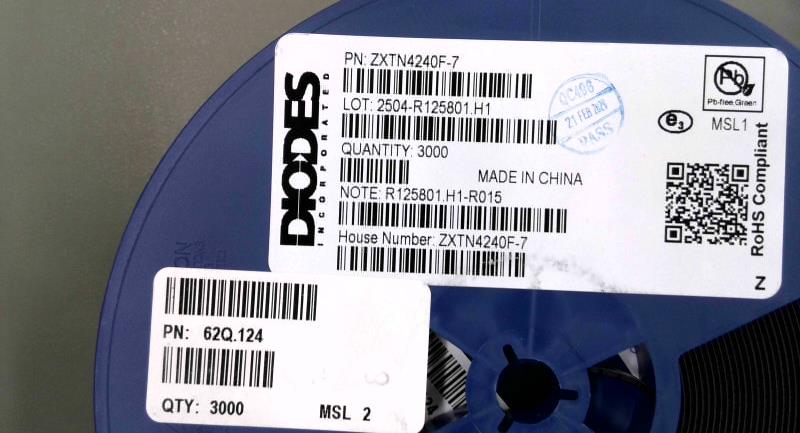 DIODES
INCORPORATED
PN: ZXTN4240F-7
LOT: 2504-R125801.H1
QUANTITY: 3000
MADE IN CHINA
NOTE: R125801.H1-R015
House Number: ZXTN4240F-7
QC496
21 FEB 2025
PASS
Pb
Pb-free.Green
e3
MSL1
RoHS Compliant
Z
PN: 62Q.124
QTY: 3000
MSL 2